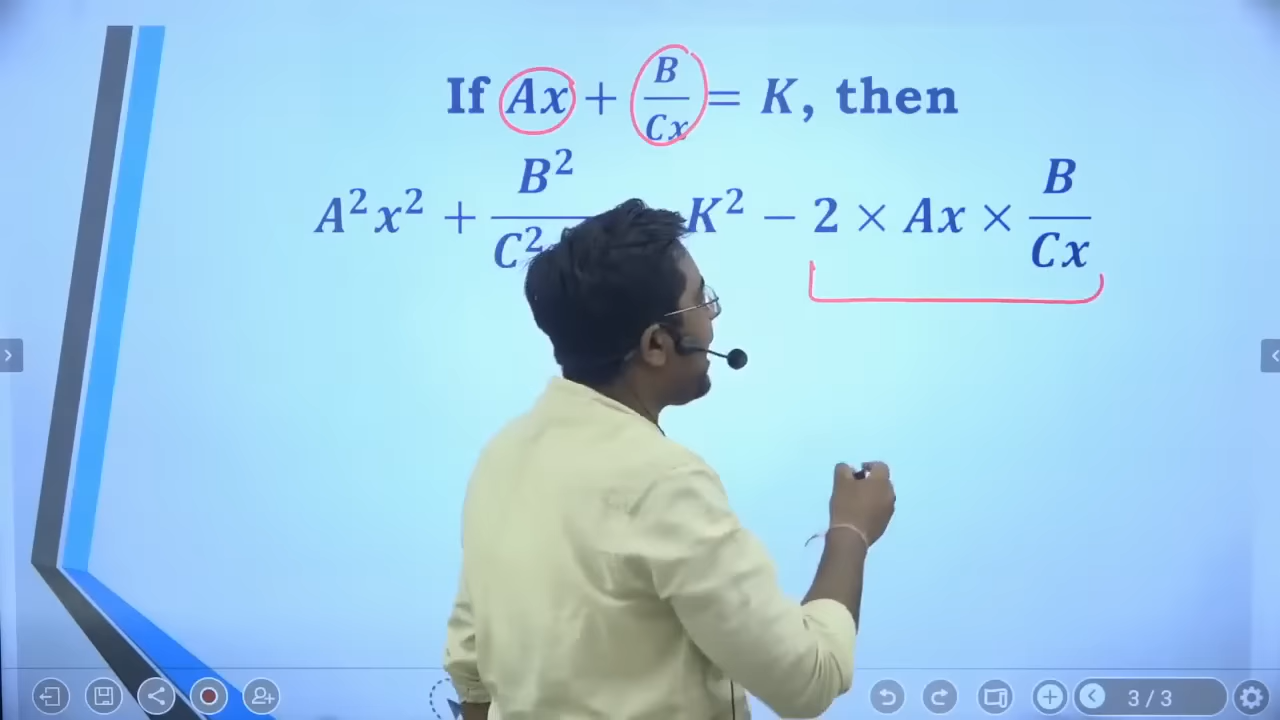 If Ax + B/Cx = K, then
A²x² + B²/C² K² − 2 × Ax × B/Cx
3 / 3